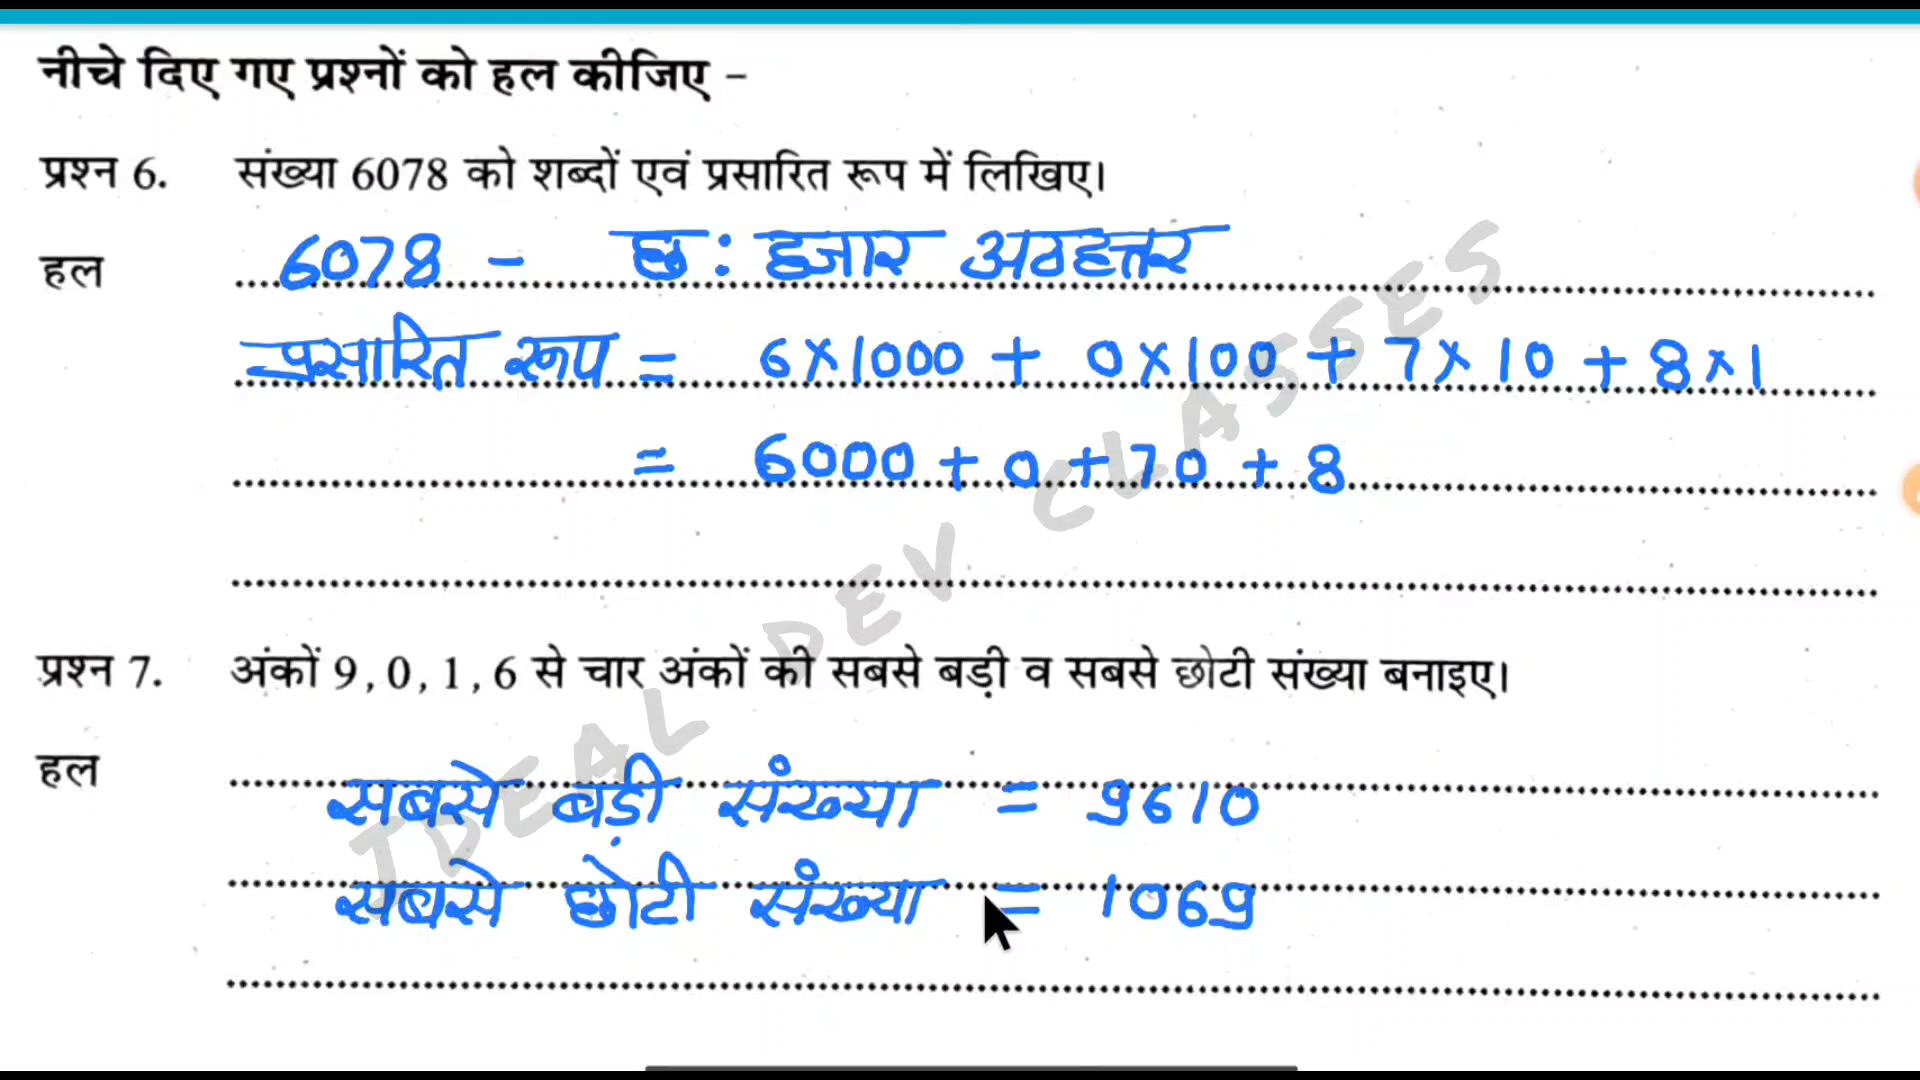 नीचे दिए गए प्रश्नों को हल कीजिए -
प्रश्न 6. संख्या 6078 को शब्दों एवं प्रसारित रूप में लिखिए।
हल 6078 - छ: हजार अठहत्तर
प्रसारित रूप = 6×1000 + 0×100 + 7×10 + 8×1
= 6000 + 0 + 70 + 8
प्रश्न 7. अंकों 9, 0, 1, 6 से चार अंकों की सबसे बड़ी व सबसे छोटी संख्या बनाइए।
हल सबसे बड़ी संख्या = 9610
सबसे छोटी संख्या = 1069
IDEAL DEV CLASSES